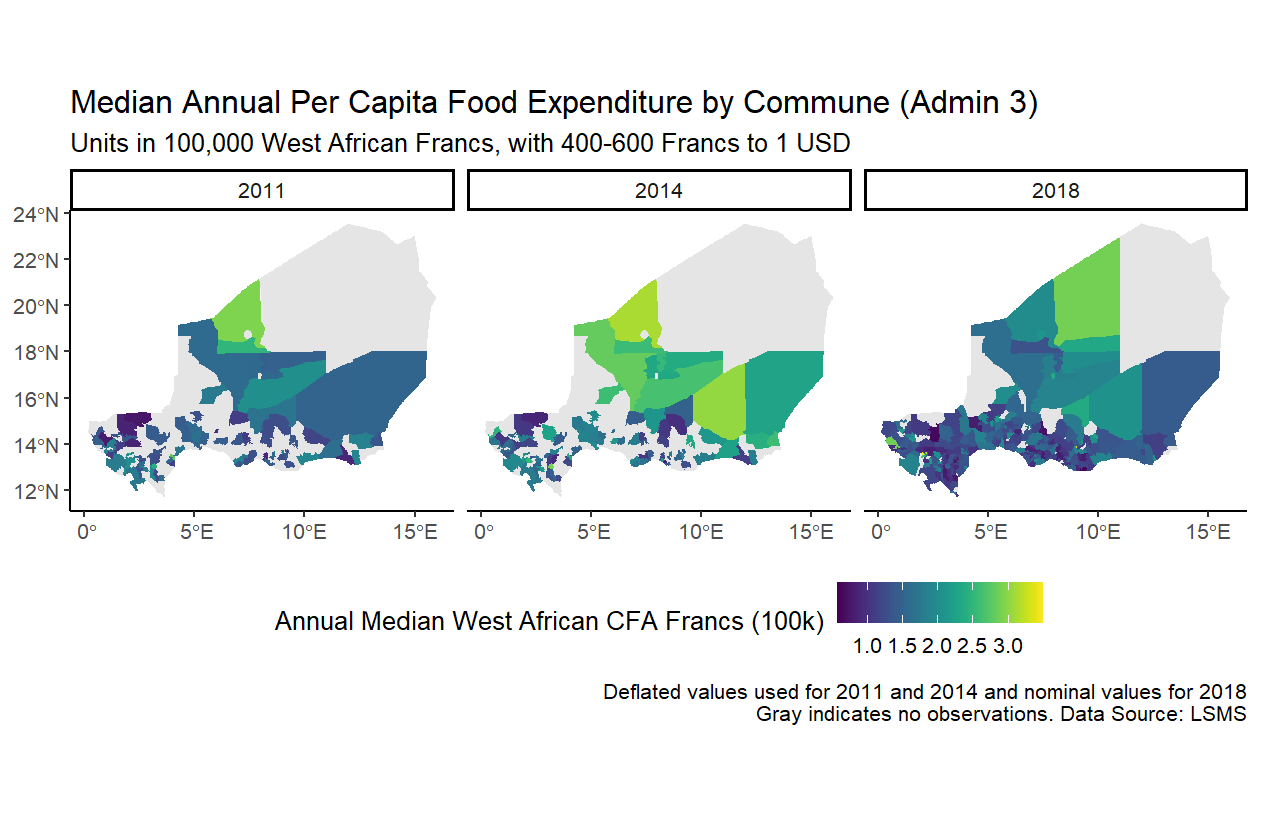 Median Annual Per Capita Food Expenditure by Commune (Admin 3)
Units in 100,000 West African Francs, with 400-600 Francs to 1 USD
2011 2014 2018
24°N
22°N
20°N
18°N
16°N
14°N
12°N
0° 5°E 10°E 15°E 0° 5°E 10°E 15°E 0° 5°E 10°E 15°E
Annual Median West African CFA Francs (100k)
1.0 1.5 2.0 2.5 3.0
Deflated values used for 2011 and 2014 and nominal values for 2018
Gray indicates no observations. Data Source: LSMS